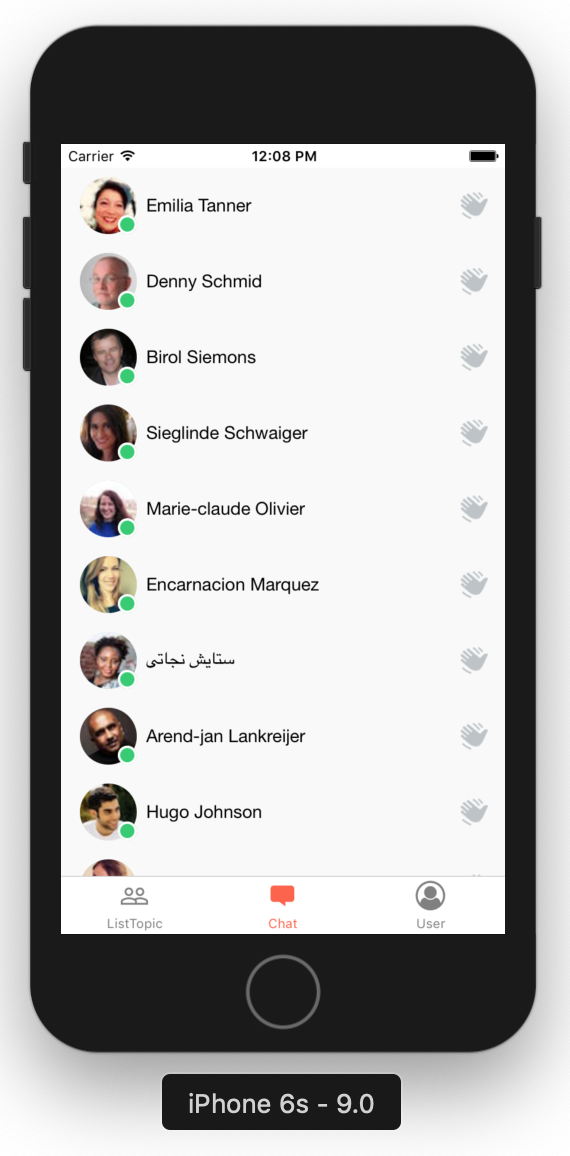 Carrier 12:08 PM
Emilia Tanner
Denny Schmid
Birol Siemons
Sieglinde Schwaiger
Marie-claude Olivier
Encarnacion Marquez
ستایش نجاتی
Arend-jan Lankreijer
Hugo Johnson
ListTopic Chat User
iPhone 6s - 9.0